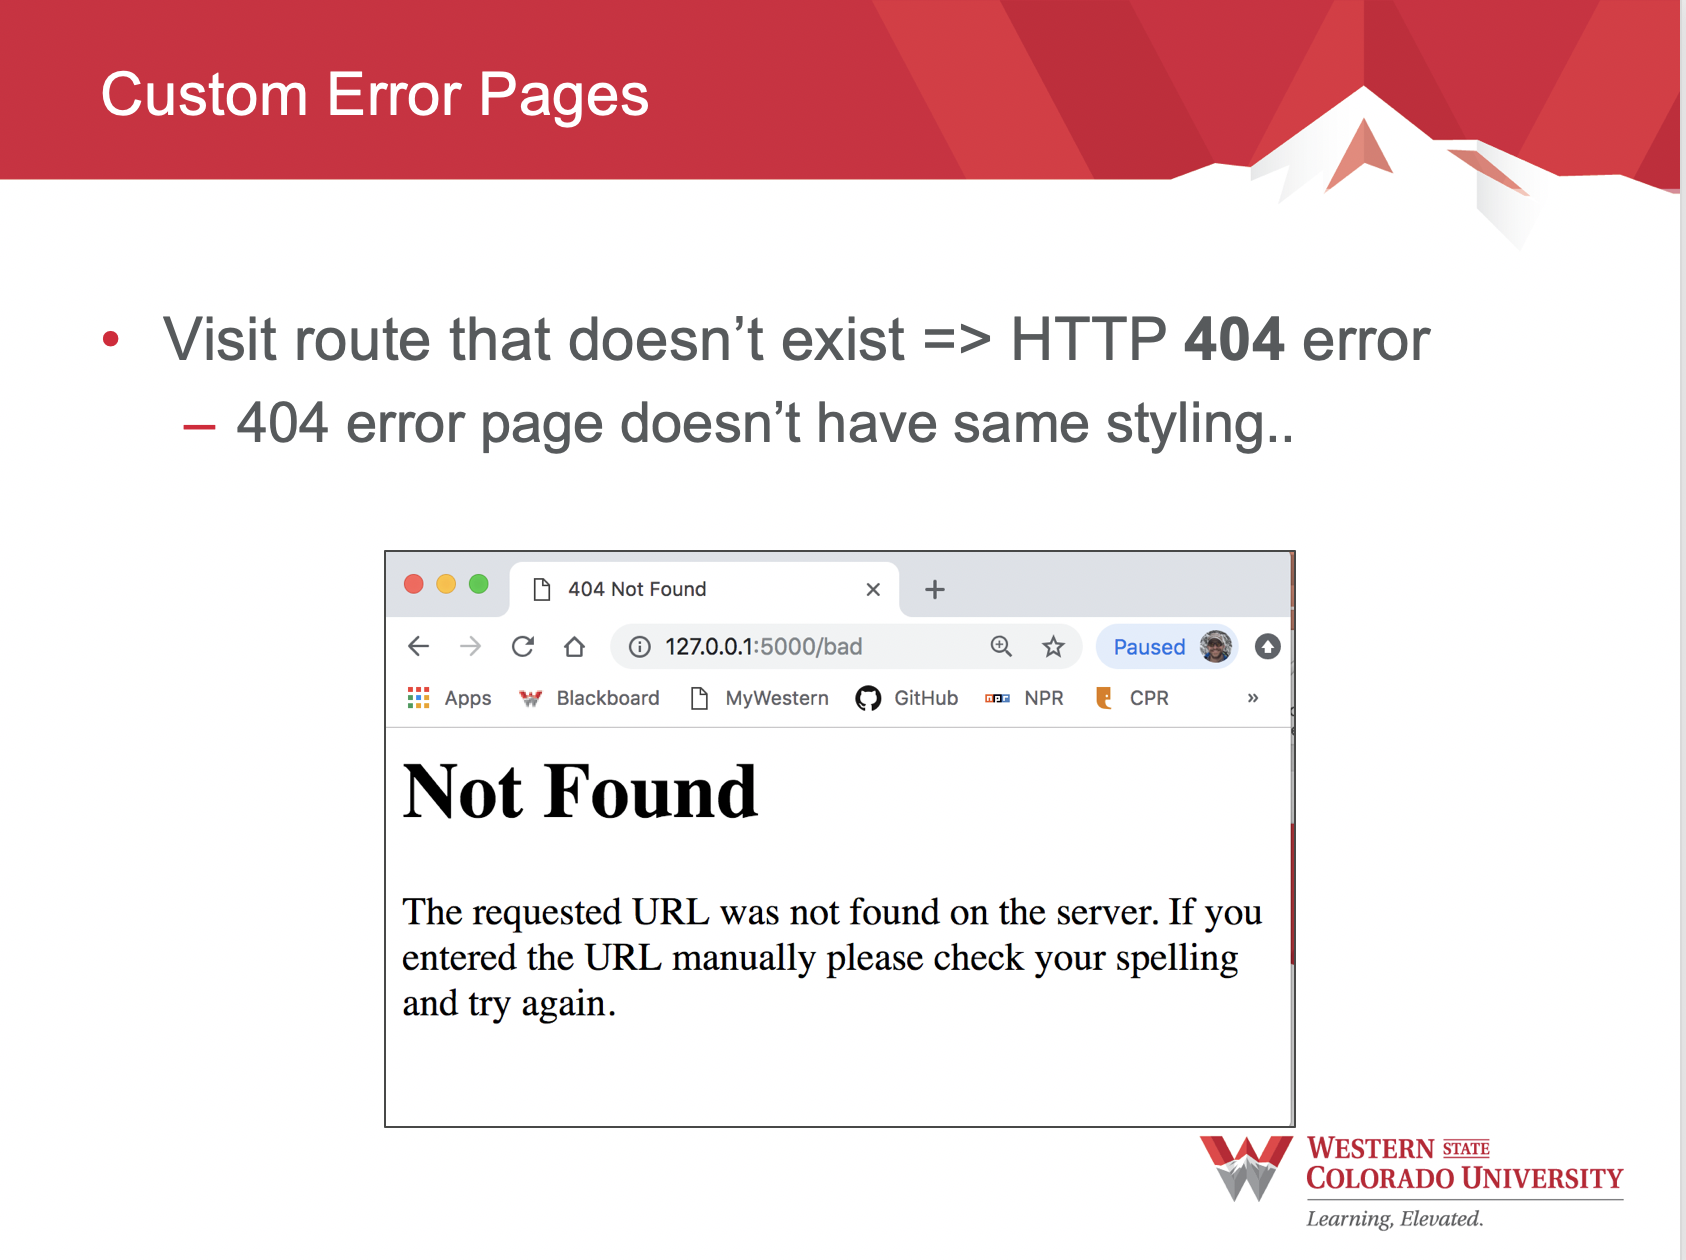 Custom Error Pages
• Visit route that doesn’t exist => HTTP 404 error
– 404 error page doesn’t have same styling..
404 Not Found
127.0.0.1:5000/bad
Paused
Apps
Blackboard
MyWestern
GitHub
npr NPR
CPR
»
Not Found
The requested URL was not found on the server. If you
entered the URL manually please check your spelling
and try again.
WESTERN STATE
COLORADO UNIVERSITY
Learning, Elevated.